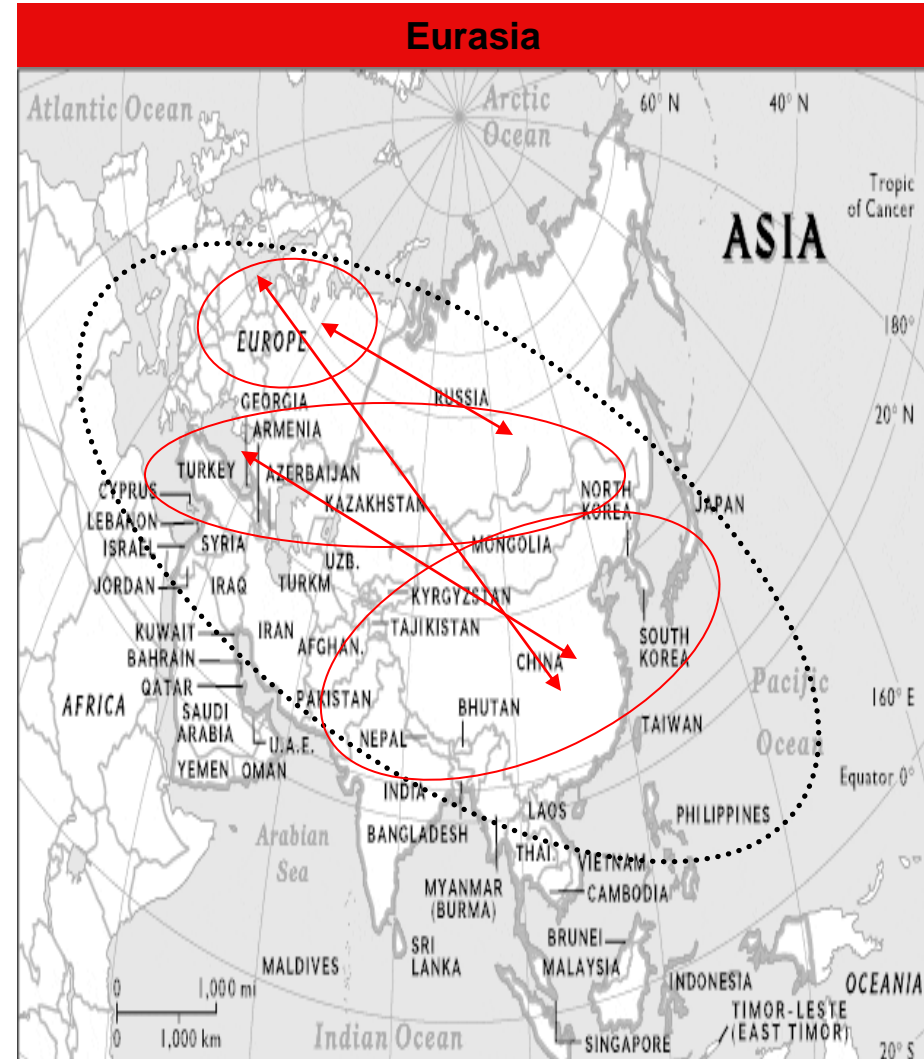 Eurasia
Atlantic Ocean
Arctic
Ocean
60° N
40° N
Tropic
of Cancer
ASIA
180°
EUROPE
20° N
RUSSIA
GEORGIA
ARMENIA
TURKEY
AZERBAIJAN
CYPRUS
KAZAKHSTAN
NORTH
KOREA
JAPAN
LEBANON
ISRAEL
SYRIA
MONGOLIA
UZB.
JORDAN
IRAQ
TURKM
KYRGYZSTAN
TAJIKISTAN
KUWAIT
IRAN
AFGHAN.
SOUTH
KOREA
BAHRAIN
CHINA
QATAR
PAKISTAN
Pacific
Ocean
160° E
AFRICA
SAUDI
ARABIA
BHUTAN
TAIWAN
U.A.E.
NEPAL
YEMEN
OMAN
Equator 0°
INDIA
LAOS
PHILIPPINES
Arabian
Sea
BANGLADESH
THAI.
VIETNAM
MYANMAR
(BURMA)
CAMBODIA
SRI
LANKA
BRUNEI
MALAYSIA
MALDIVES
INDONESIA
OCEANIA
0
1,000 mi
0
1,000 km
TIMOR-LESTE
(EAST TIMOR)
Indian Ocean
SINGAPORE
20° S